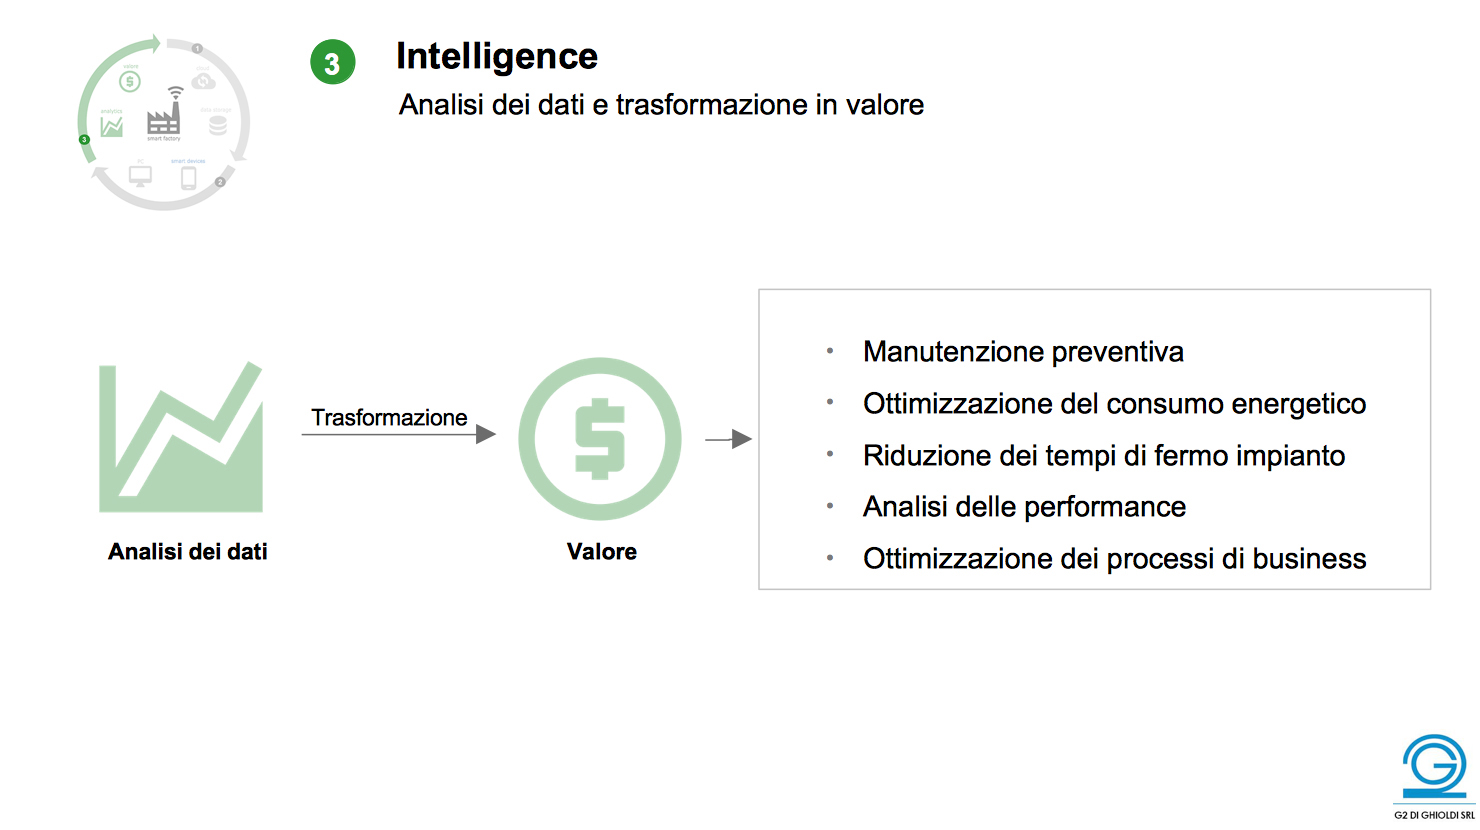 3
Intelligence
Analisi dei dati e trasformazione in valore
1
valore
cloud
analytics
data storage
smart factory
3
PC
smart devices
2
Trasformazione
Analisi dei dati
Valore
• Manutenzione preventiva
• Ottimizzazione del consumo energetico
• Riduzione dei tempi di fermo impianto
• Analisi delle performance
• Ottimizzazione dei processi di business
G2 DI GHIOLDI SRL